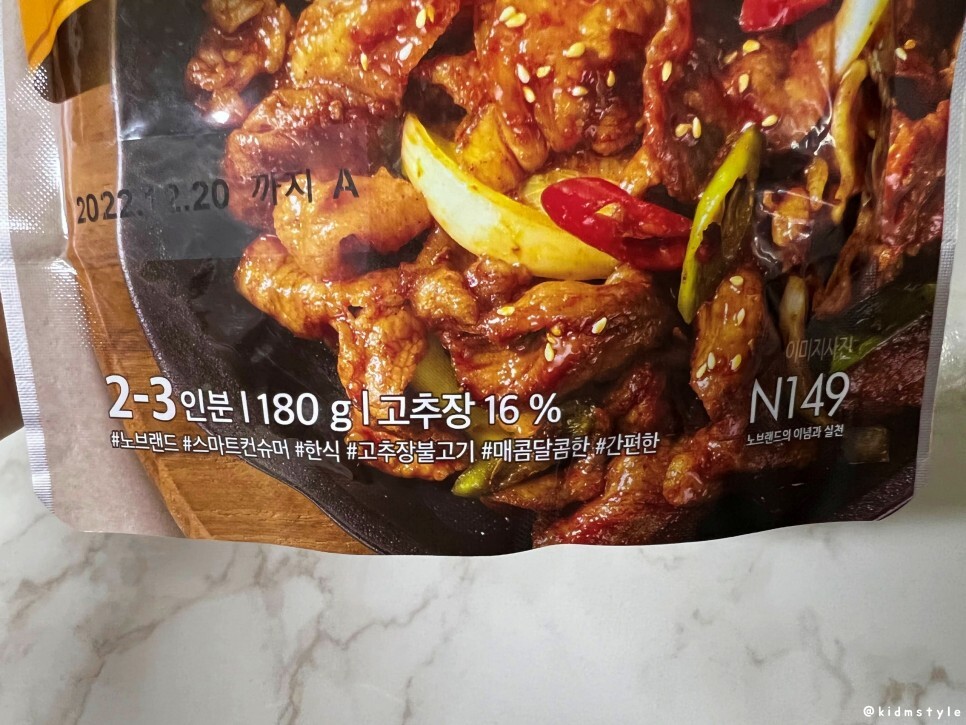 2022.12.20 까지 A
이미지사진
2-3인분 | 180 g | 고추장 16 %
N149
#노브랜드 #스마트컨슈머 #한식 #고추장불고기 #매콤달콤한 #간편한
노브랜드의 이념과 실천
@kidmstyle